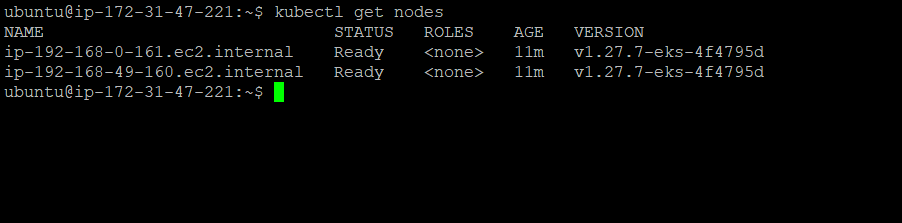 ubuntu@ip-172-31-47-221:~$ kubectl get nodes
NAME STATUS ROLES AGE VERSION
ip-192-168-0-161.ec2.internal Ready <none> 11m v1.27.7-eks-4f4795d
ip-192-168-49-160.ec2.internal Ready <none> 11m v1.27.7-eks-4f4795d
ubuntu@ip-172-31-47-221:~$